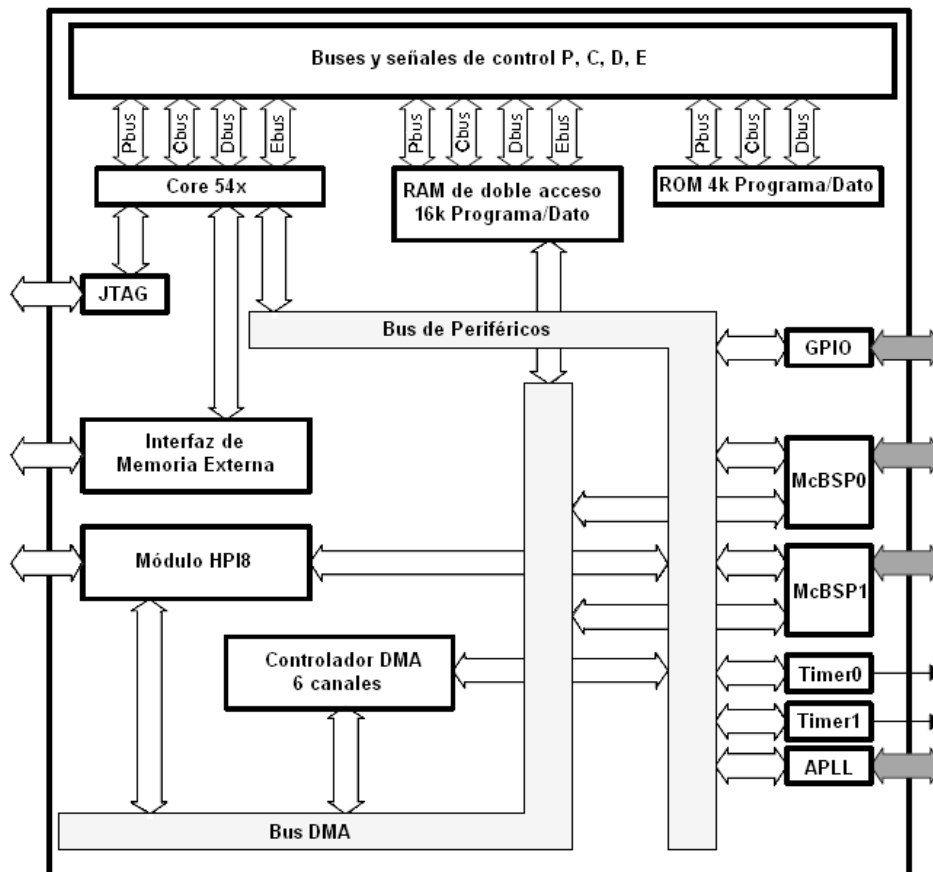 Buses y señales de control P, C, D, E
Pbus
Cbus
Dbus
Ebus
Pbus
Cbus
Dbus
Ebus
Pbus
Cbus
Dbus
Core 54x
RAM de doble acceso
16k Programa/Dato
ROM 4k Programa/Dato
JTAG
Bus de Periféricos
GPIO
Interfaz de
Memoria Externa
McBSP0
Módulo HPI8
McBSP1
Controlador DMA
6 canales
Timer0
Timer1
APLL
Bus DMA